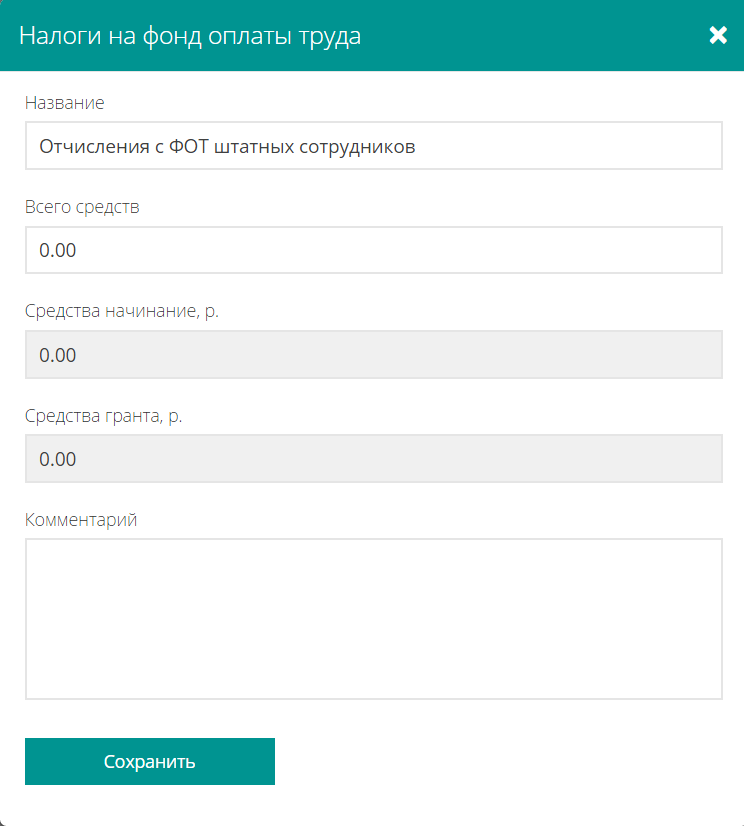 Налоги на фонд оплаты труда
Название
Отчисления с ФОТ штатных сотрудников
Всего средств
0.00
Средства начинание, р.
0.00
Средства гранта, р.
0.00
Комментарий
Сохранить